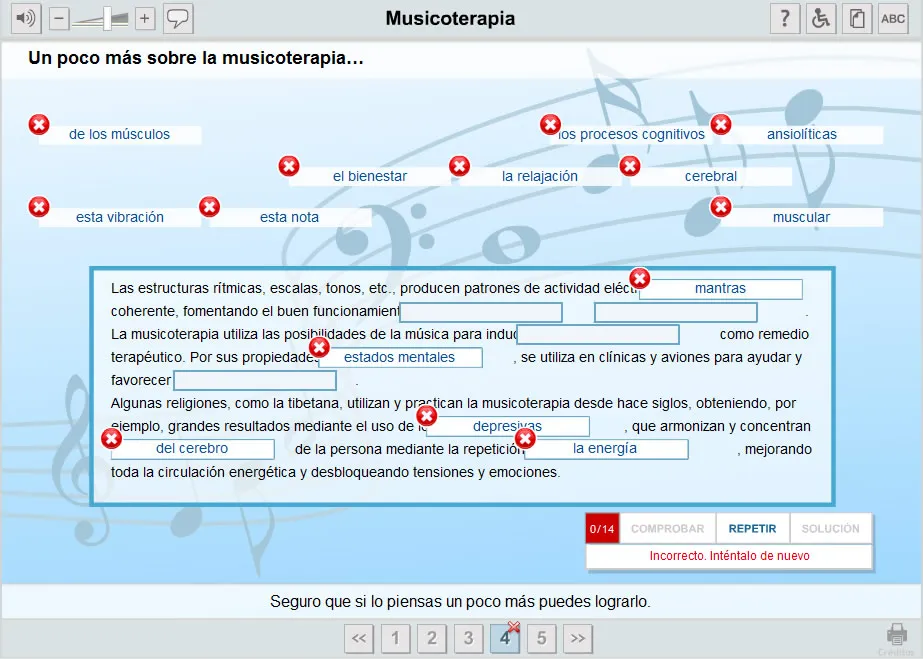 Musicoterapia
? ABC
Un poco más sobre la musicoterapia…
de los músculos los procesos cognitivos ansiolíticas
el bienestar la relajación cerebral
esta vibración esta nota muscular
Las estructuras rítmicas, escalas, tonos, etc., producen patrones de actividad eléct mantras
coherente, fomentando el buen funcionamient .
La musicoterapia utiliza las posibilidades de la música para induc como remedio
terapéutico. Por sus propiedades estados mentales , se utiliza en clínicas y aviones para ayudar y
favorecer .
Algunas religiones, como la tibetana, utilizan y practican la musicoterapia desde hace siglos, obteniendo, por
ejemplo, grandes resultados mediante el uso de depresivas , que armonizan y concentran
del cerebro de la persona mediante la repetición la energía , mejorando
toda la circulación energética y desbloqueando tensiones y emociones.
0/14 COMPROBAR REPETIR SOLUCIÓN
Incorrecto. Inténtalo de nuevo
Seguro que si lo piensas un poco más puedes lograrlo.
<< 1 2 3 4 5 >>
Créditos